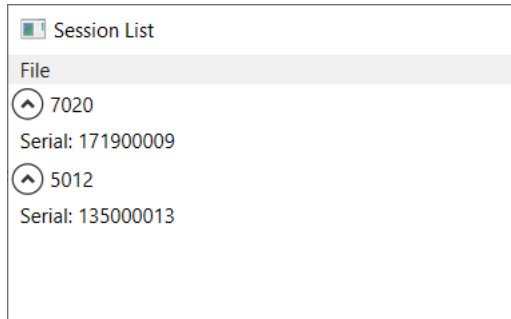 Session List
File
7020
Serial: 171900009
5012
Serial: 135000013